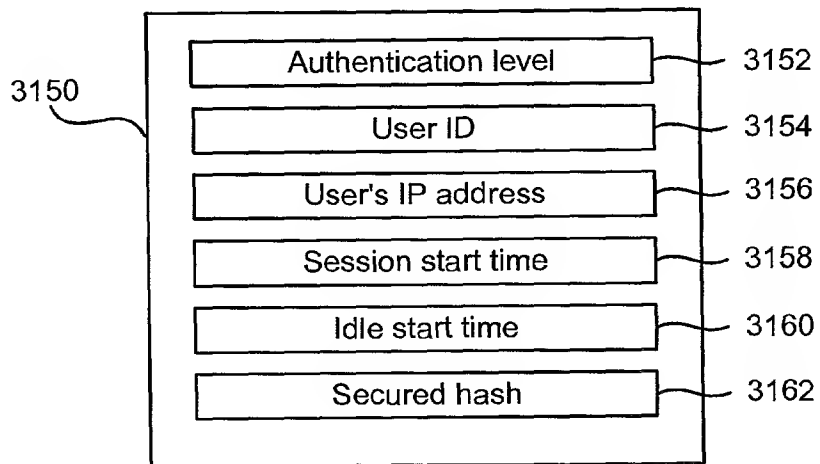 Authentication level 3152
3150
User ID 3154
User's IP address 3156
Session start time 3158
Idle start time 3160
Secured hash 3162